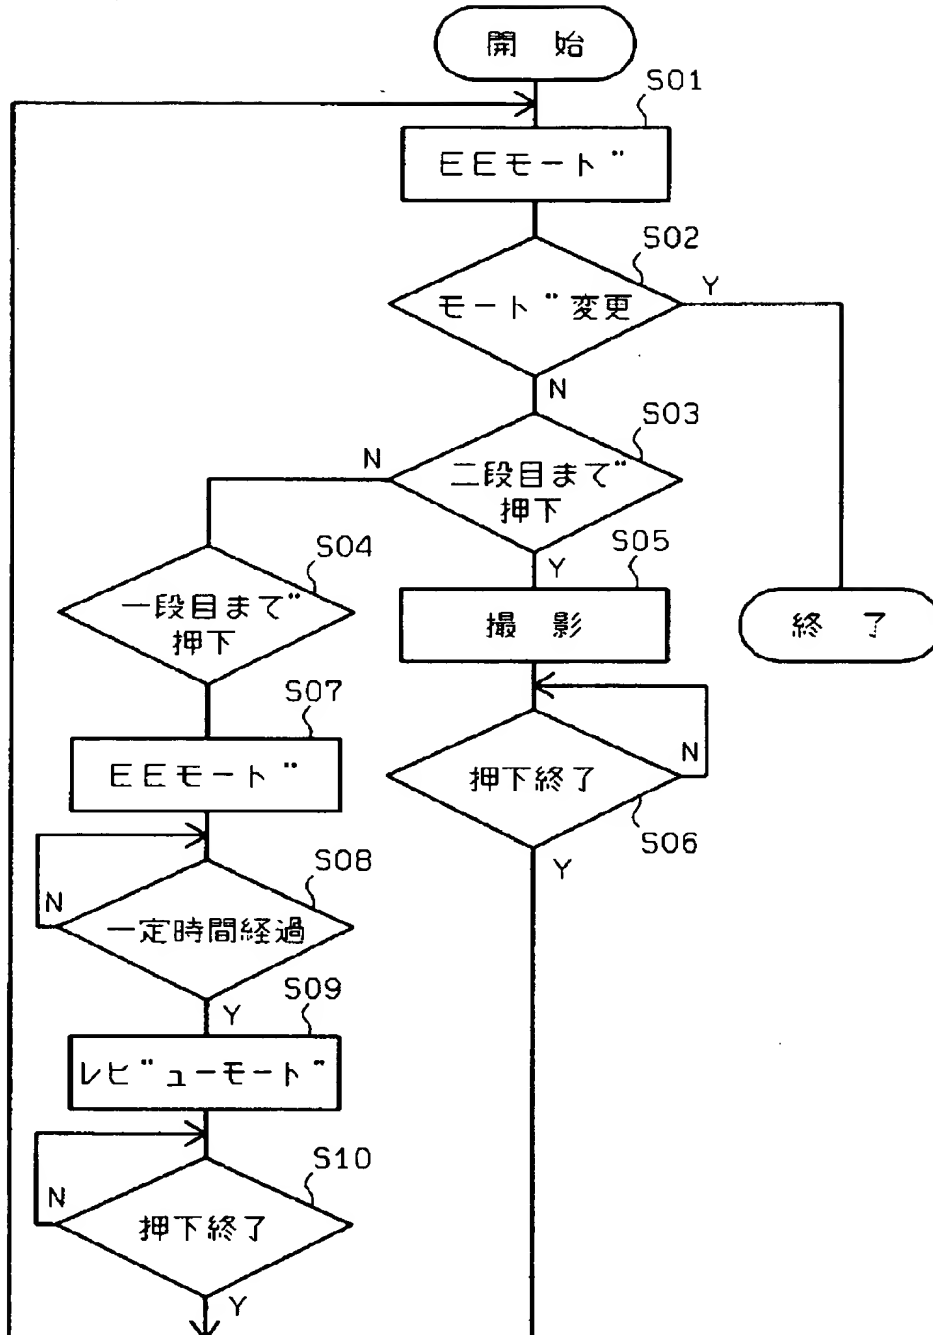 開 始
S01
EEモード
S02
モード変更
Y
N
S03
二段目まで
押下
N
Y
S04
一段目まで
押下
S05
撮 影
終 了
S07
EEモード
N
押下終了
S06
Y
S08
N
一定時間経過
Y
S09
レビューモード
S10
N
押下終了
Y